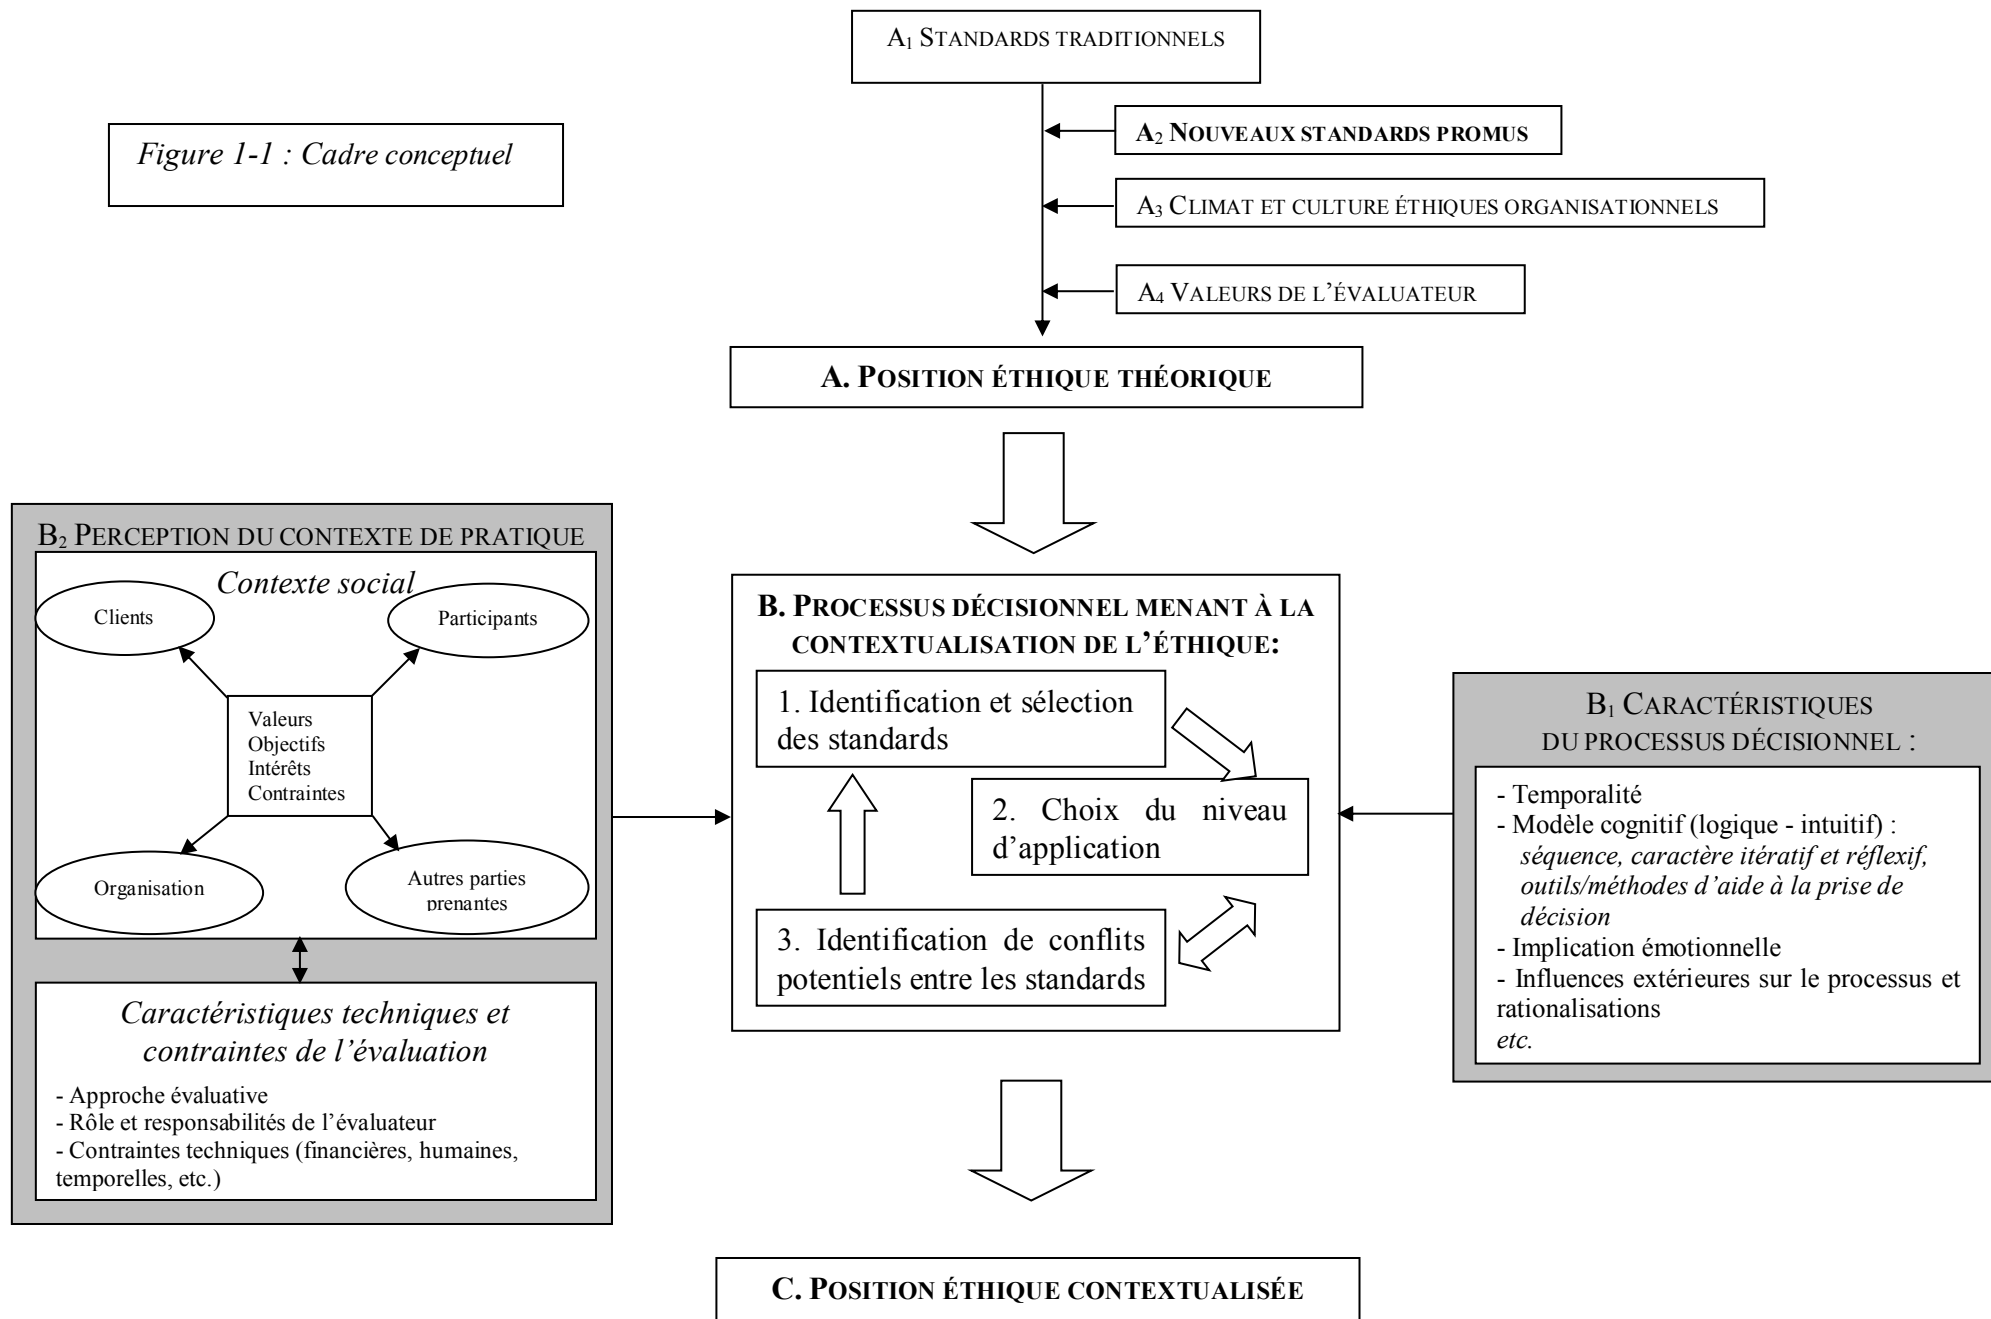 A₁ STANDARDS TRADITIONNELS
Figure 1-1 : Cadre conceptuel
A₂ NOUVEAUX STANDARDS PROMUS
A₃ CLIMAT ET CULTURE ÉTHIQUES ORGANISATIONNELS
A₄ VALEURS DE L’ÉVALUATEUR
A. POSITION ÉTHIQUE THÉORIQUE
B₂ PERCEPTION DU CONTEXTE DE PRATIQUE
Contexte social
Clients
Participants
Valeurs
Objectifs
Intérêts
Contraintes
Organisation
Autres parties
prenantes
Caractéristiques techniques et
contraintes de l’évaluation
- Approche évaluative
- Rôle et responsabilités de l’évaluateur
- Contraintes techniques (financières, humaines,
temporelles, etc.)
B. PROCESSUS DÉCISIONNEL MENANT À LA
CONTEXTUALISATION DE L’ÉTHIQUE:
1. Identification et sélection
des standards
2. Choix du niveau
d’application
3. Identification de conflits
potentiels entre les standards
B₁ CARACTÉRISTIQUES
DU PROCESSUS DÉCISIONNEL :
- Temporalité
- Modèle cognitif (logique - intuitif) :
séquence, caractère itératif et réflexif,
outils/méthodes d’aide à la prise de
décision
- Implication émotionnelle
- Influences extérieures sur le processus et
rationalisations
etc.
C. POSITION ÉTHIQUE CONTEXTUALISÉE